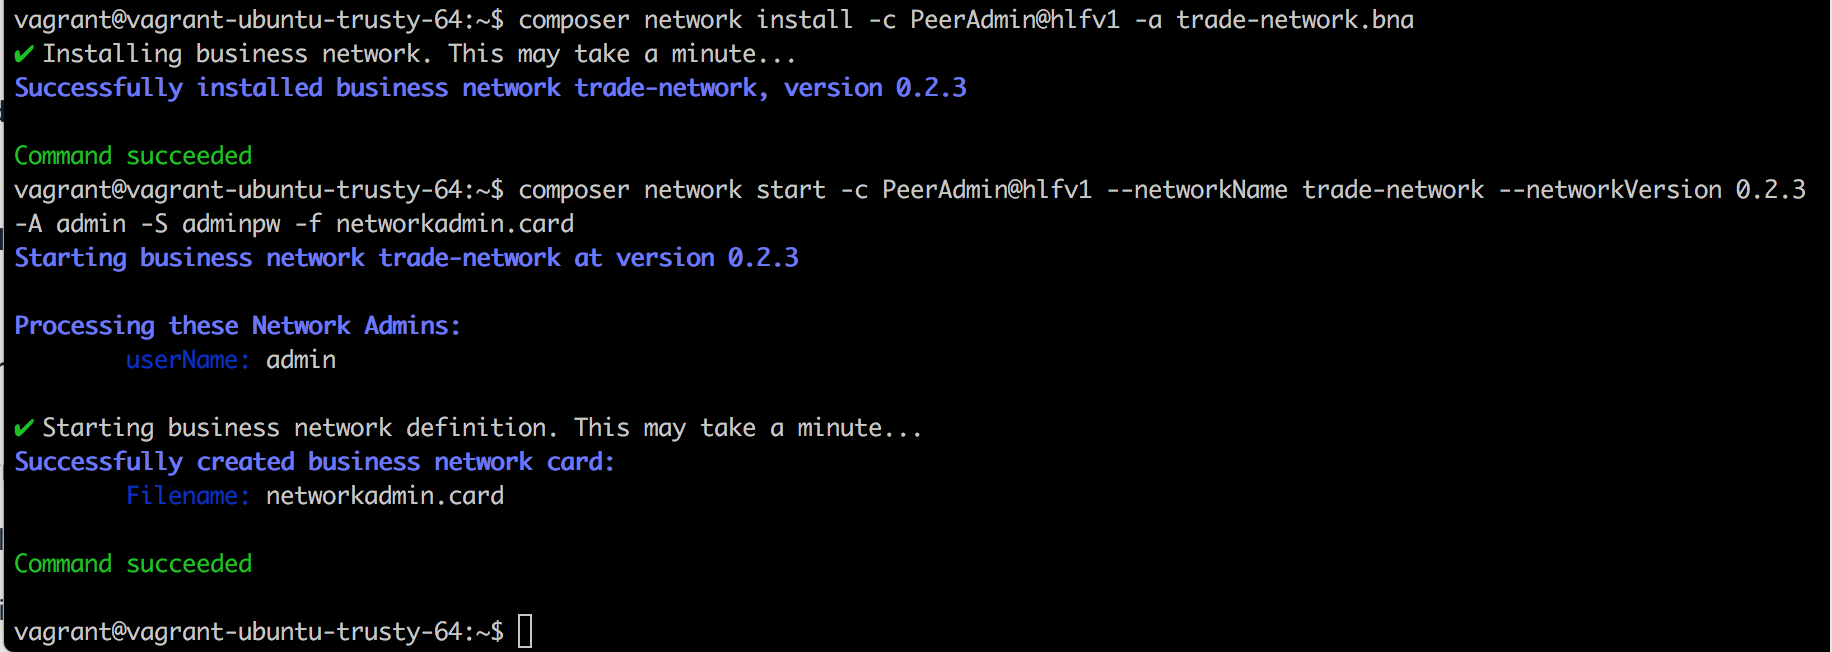 vagrant@vagrant-ubuntu-trusty-64:~$ composer network install -c PeerAdmin@hlfv1 -a trade-network.bna
✔ Installing business network. This may take a minute...
Successfully installed business network trade-network, version 0.2.3
Command succeeded
vagrant@vagrant-ubuntu-trusty-64:~$ composer network start -c PeerAdmin@hlfv1 --networkName trade-network --networkVersion 0.2.3
-A admin -S adminpw -f networkadmin.card
Starting business network trade-network at version 0.2.3
Processing these Network Admins:
userName: admin
✔ Starting business network definition. This may take a minute...
Successfully created business network card:
Filename: networkadmin.card
Command succeeded
vagrant@vagrant-ubuntu-trusty-64:~$